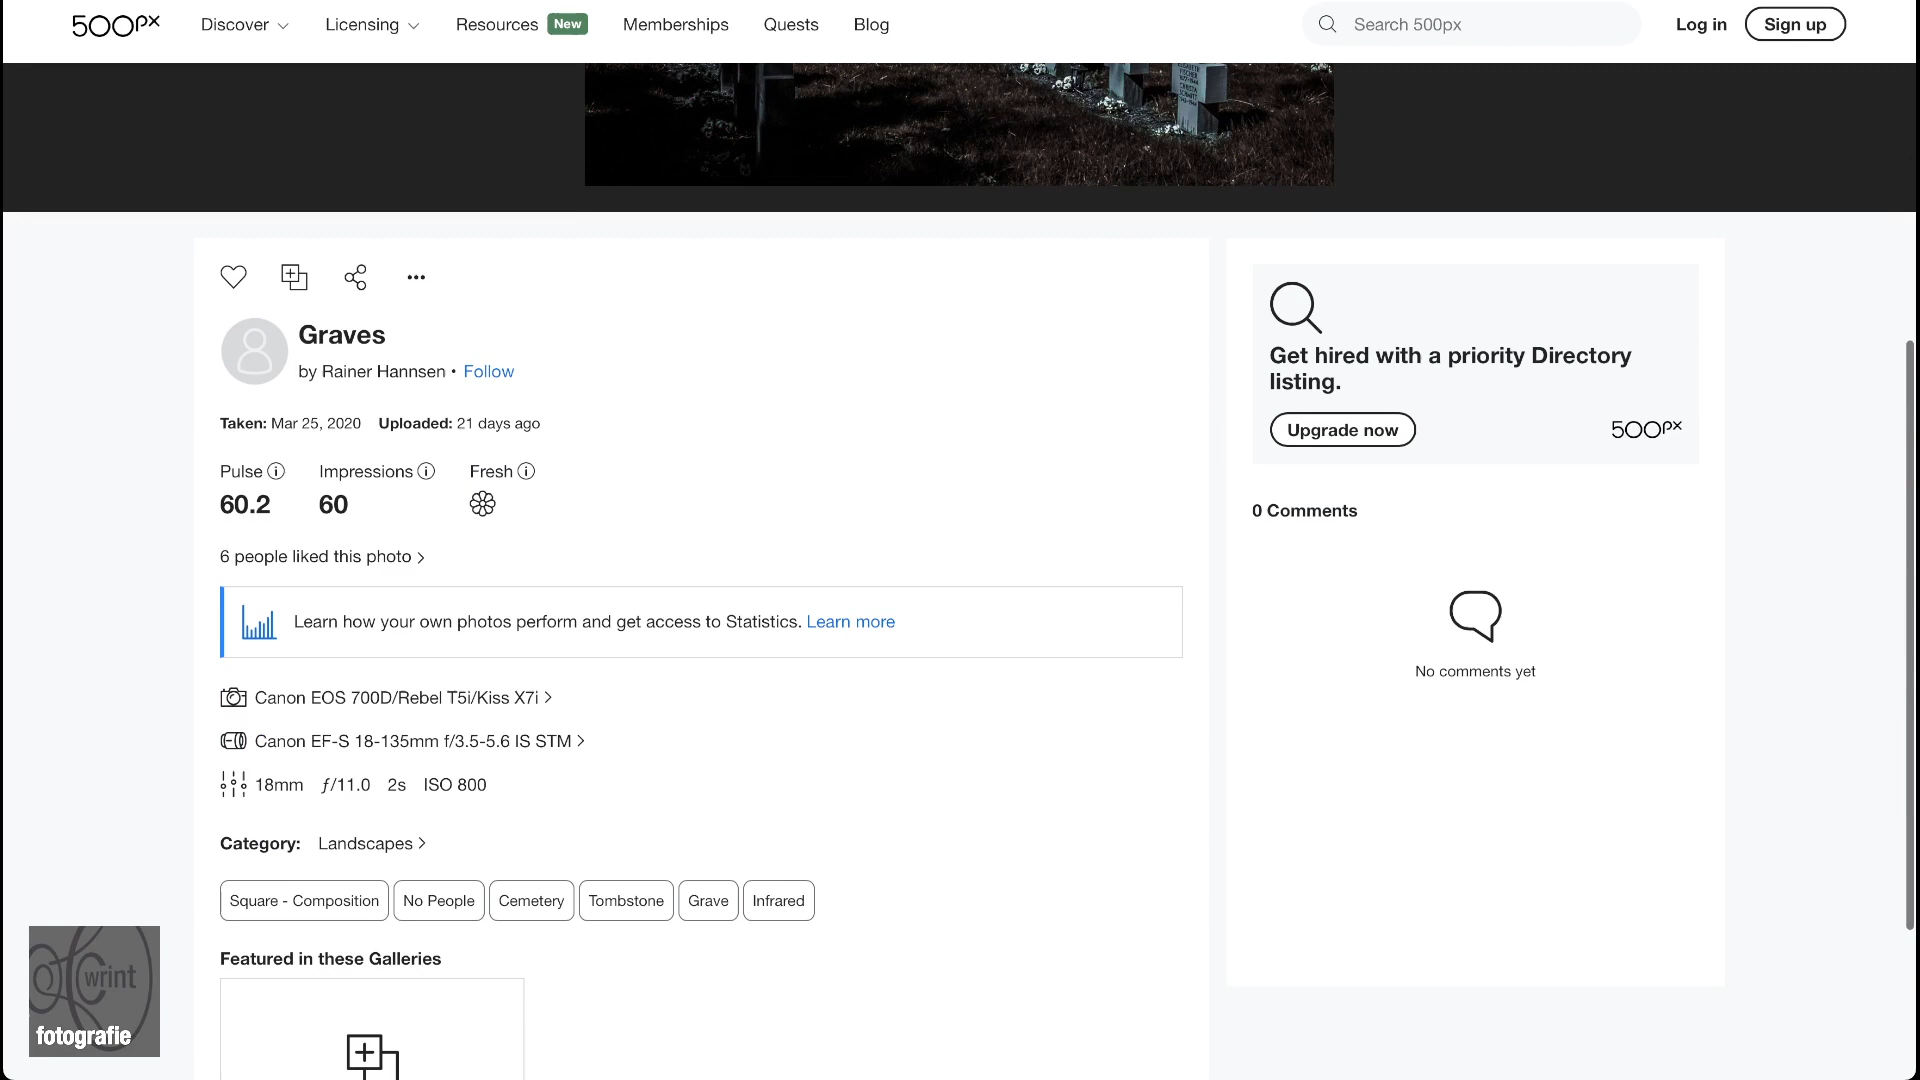 500px Discover Licensing Resources New Memberships Quests Blog Search 500px Log in Sign up
FISCHER
CHRISTA
SCHMITT
Graves
by Rainer Hannsen • Follow
Taken: Mar 25, 2020 Uploaded: 21 days ago
Pulse Impressions Fresh
60.2 60
6 people liked this photo
Learn how your own photos perform and get access to Statistics. Learn more
Canon EOS 700D/Rebel T5i/Kiss X7i
Canon EF-S 18-135mm f/3.5-5.6 IS STM
18mm ƒ/11.0 2s ISO 800
Category: Landscapes
Square - Composition No People Cemetery Tombstone Grave Infrared
Featured in these Galleries
Get hired with a priority Directory
listing.
Upgrade now 500px
0 Comments
No comments yet
wrint
fotografie